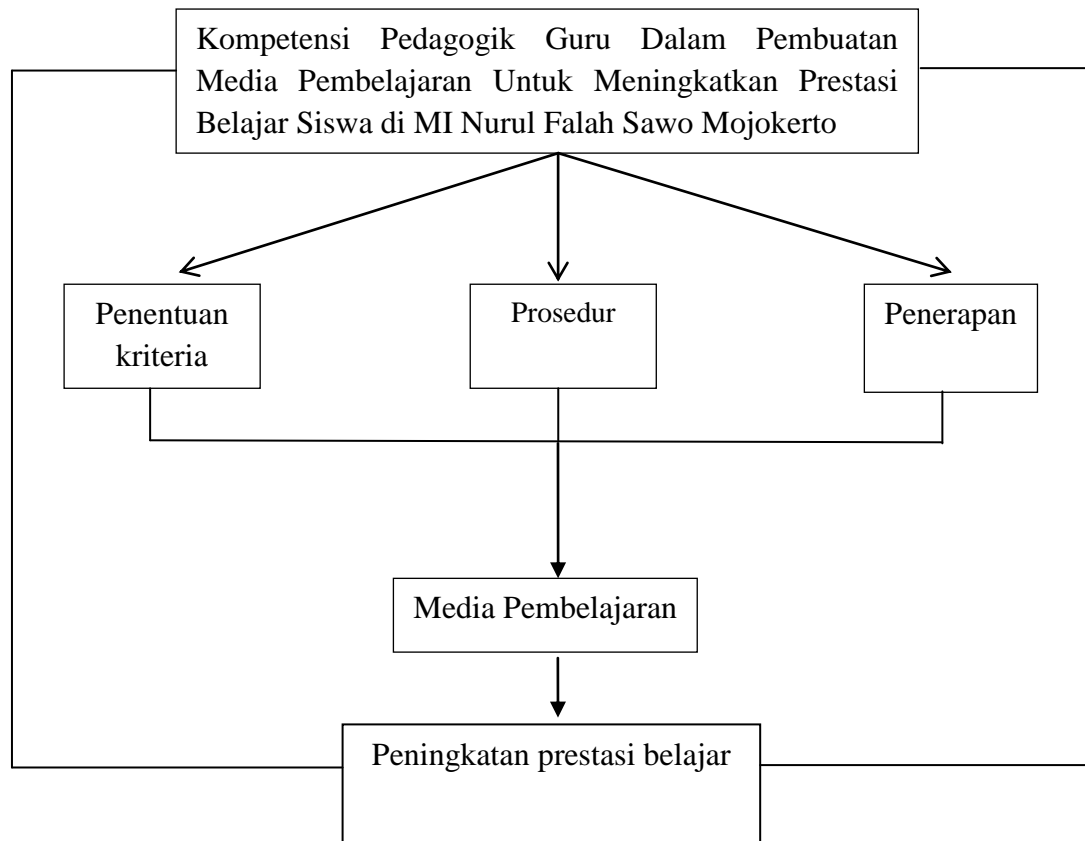 Kompetensi Pedagogik Guru Dalam Pembuatan
Media Pembelajaran Untuk Meningkatkan Prestasi
Belajar Siswa di MI Nurul Falah Sawo Mojokerto
Penentuan
kriteria
Prosedur
Penerapan
Media Pembelajaran
Peningkatan prestasi belajar